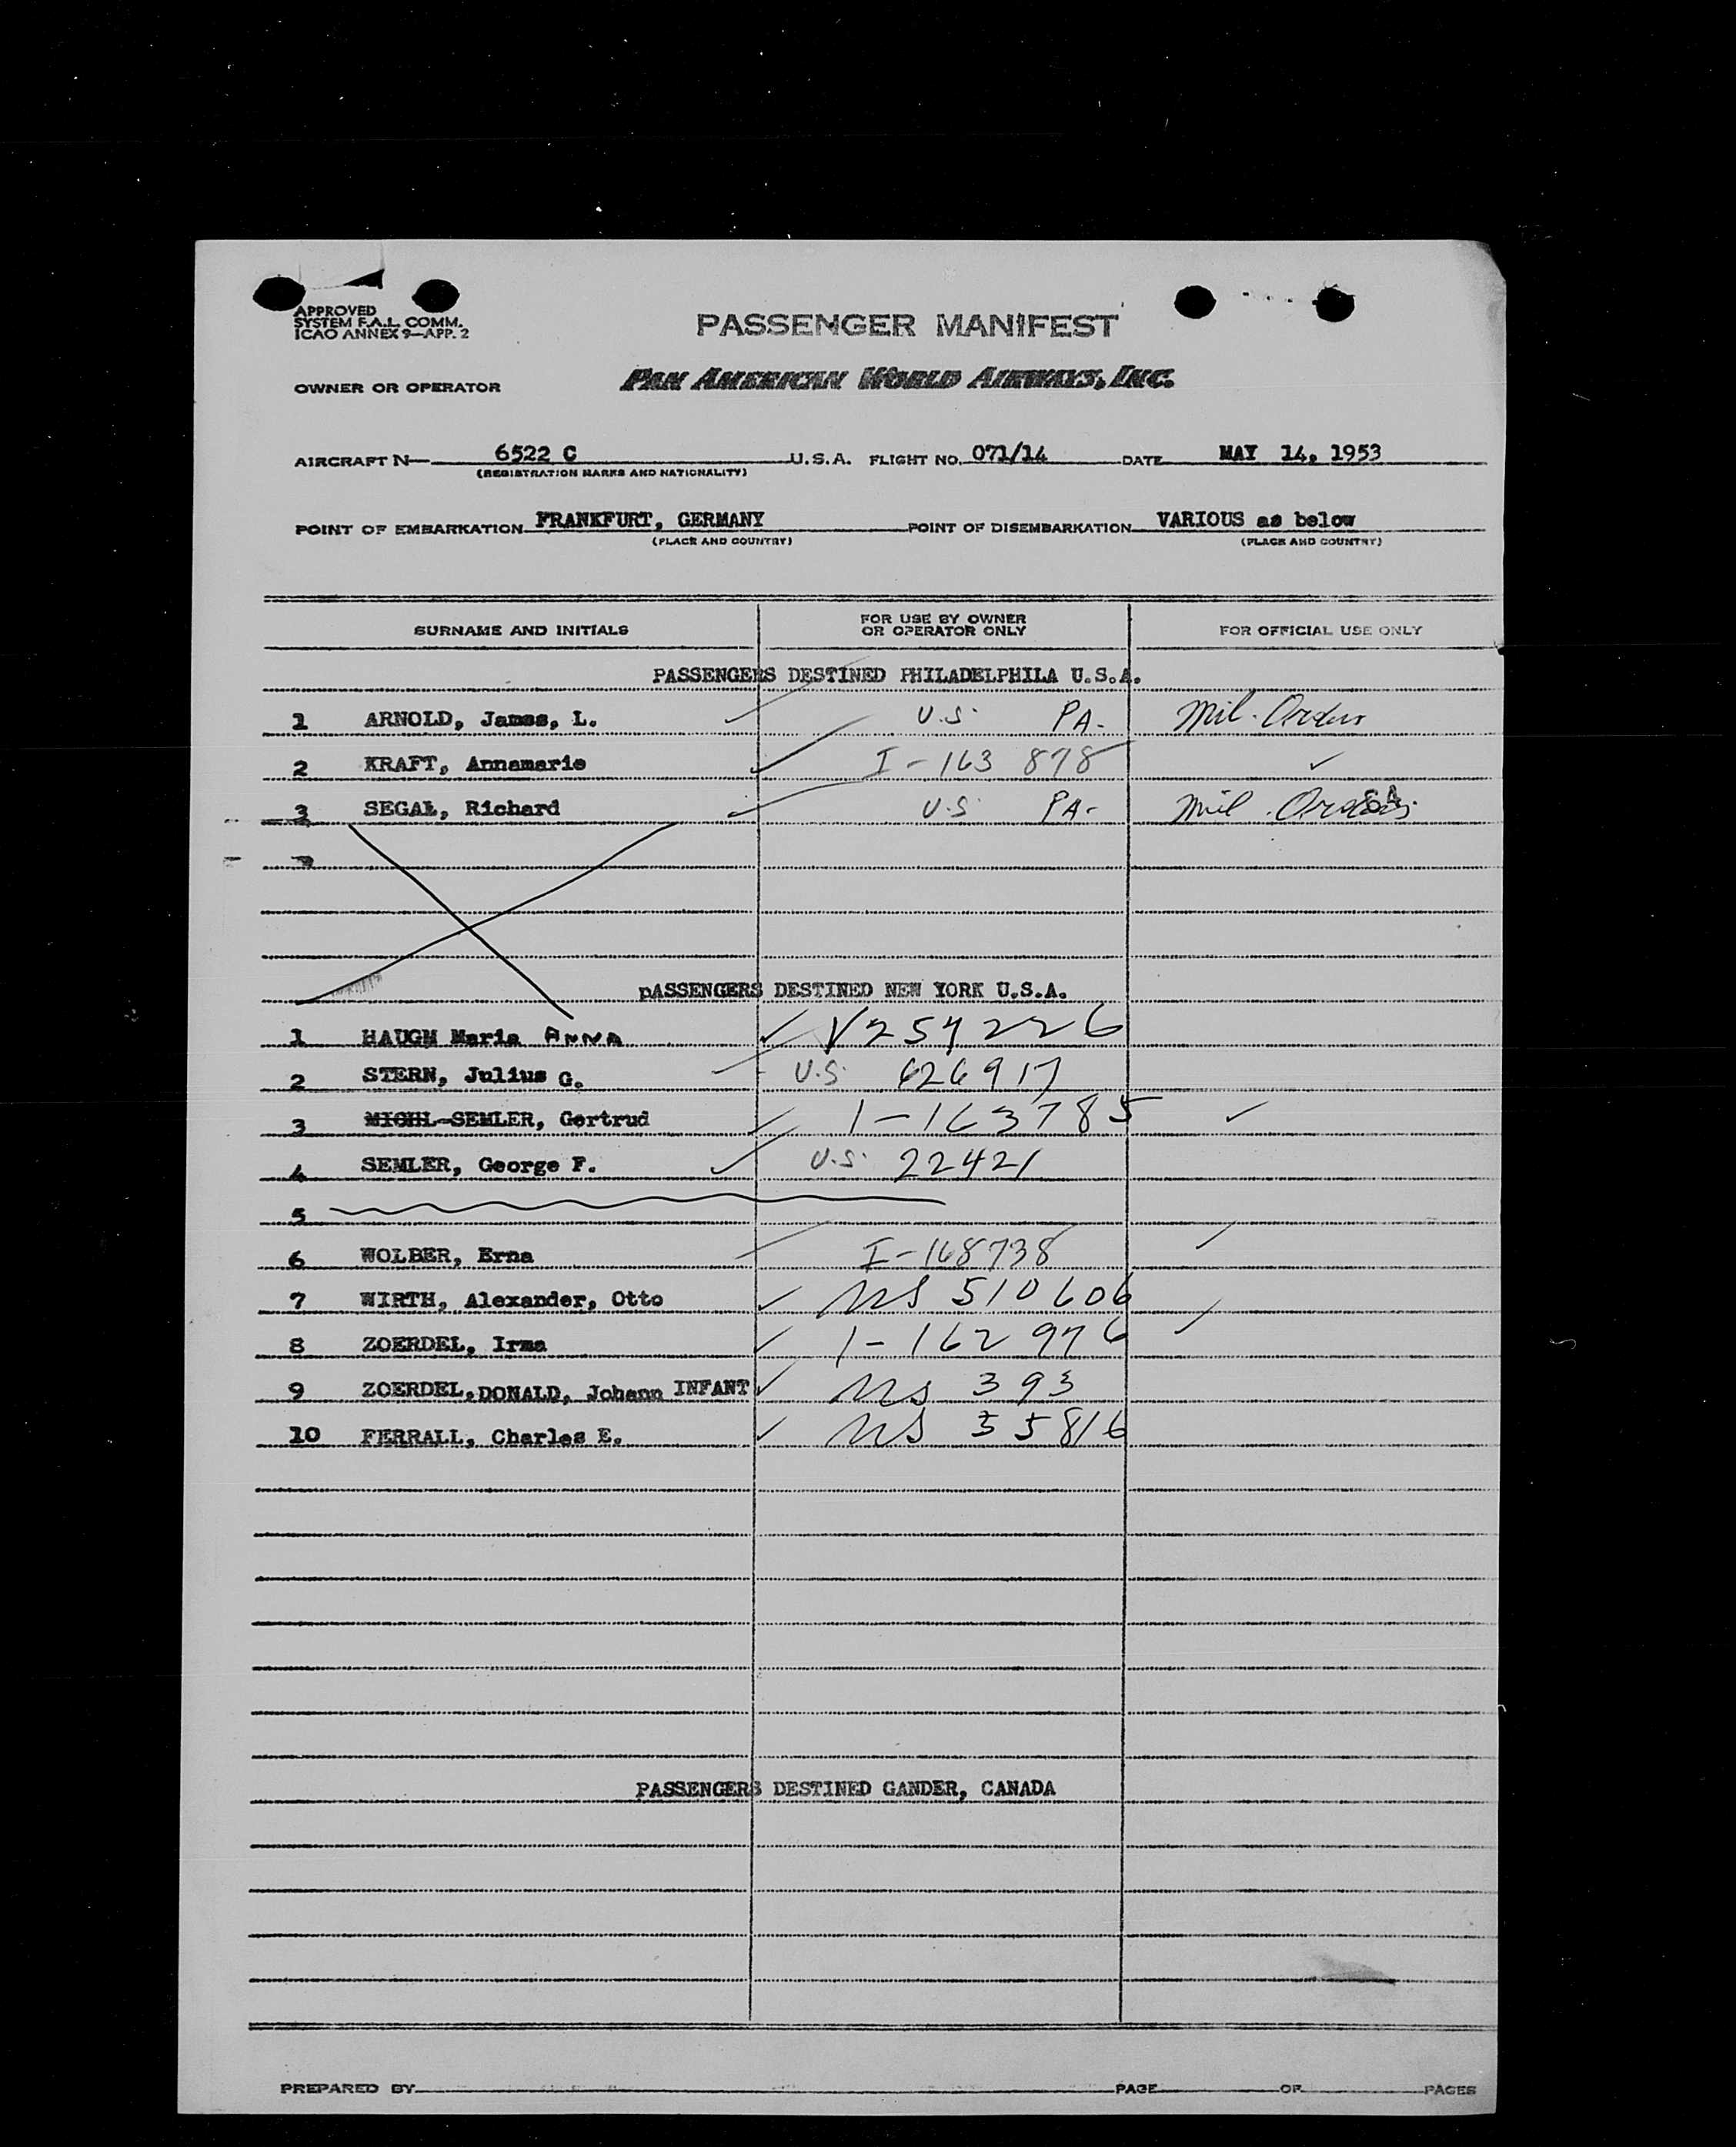 APPROVED
SYSTEM F.A.L. COMM.
ICAO ANNEX 9—APP. 2
PASSENGER MANIFEST
OWNER OR OPERATOR PAN AMERICAN WORLD AIRWAYS, INC.
AIRCRAFT N— 6522 C U.S.A. FLIGHT NO. 071/14 DATE MAY 14, 1953
(REGISTRATION MARKS AND NATIONALITY)
POINT OF EMBARKATION FRANKFURT, GERMANY POINT OF DISEMBARKATION VARIOUS as below
(PLACE AND COUNTRY) (PLACE AND COUNTRY)
SURNAME AND INITIALS FOR USE BY OWNER OR OPERATOR ONLY FOR OFFICIAL USE ONLY
PASSENGERS DESTINED PHILADELPHILA U.S.A.
1 ARNOLD, James, L. U.S. PA- Mil. Orders
2 KRAFT, Annamarie I-163 878
3 SEGAL, Richard U.S. PA- Mil. Orders
pASSENGERS DESTINED NEW YORK U.S.A.
1 HAUGH Maria ANNA V254226
2 STERN, Julius G. U.S. 626917
3 MICHL-SEMLER, Gertrud 1-163785
4 SEMLER, George F. U.S. 22421
5
6 WOLBER, Erna I-168738
7 WIRTH, Alexander, Otto US 510606
8 ZOERDEL, Irma 1-162976
9 ZOERDEL, DONALD, Johann INFANT US 393
10 FERRALL, Charles E. US 35816
PASSENGERS DESTINED GANDER, CANADA
PREPARED BY PAGE OF PAGES